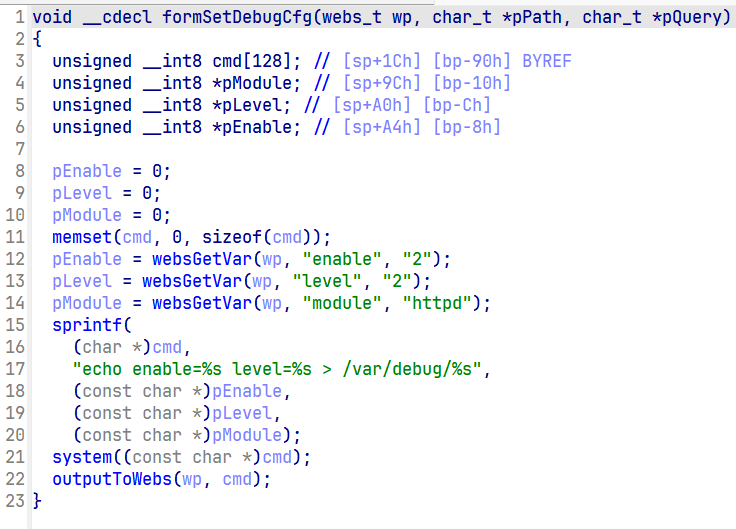 1 void __cdecl formSetDebugCfg(webs_t wp, char_t *pPath, char_t *pQuery)
2 {
3   unsigned __int8 cmd[128]; // [sp+1Ch] [bp-90h] BYREF
4   unsigned __int8 *pModule; // [sp+9Ch] [bp-10h]
5   unsigned __int8 *pLevel; // [sp+A0h] [bp-Ch]
6   unsigned __int8 *pEnable; // [sp+A4h] [bp-8h]
7
8   pEnable = 0;
9   pLevel = 0;
10   pModule = 0;
11   memset(cmd, 0, sizeof(cmd));
12   pEnable = websGetVar(wp, "enable", "2");
13   pLevel = websGetVar(wp, "level", "2");
14   pModule = websGetVar(wp, "module", "httpd");
15   sprintf(
16     (char *)cmd,
17     "echo enable=%s level=%s > /var/debug/%s",
18     (const char *)pEnable,
19     (const char *)pLevel,
20     (const char *)pModule);
21   system((const char *)cmd);
22   outputToWebs(wp, cmd);
23 }